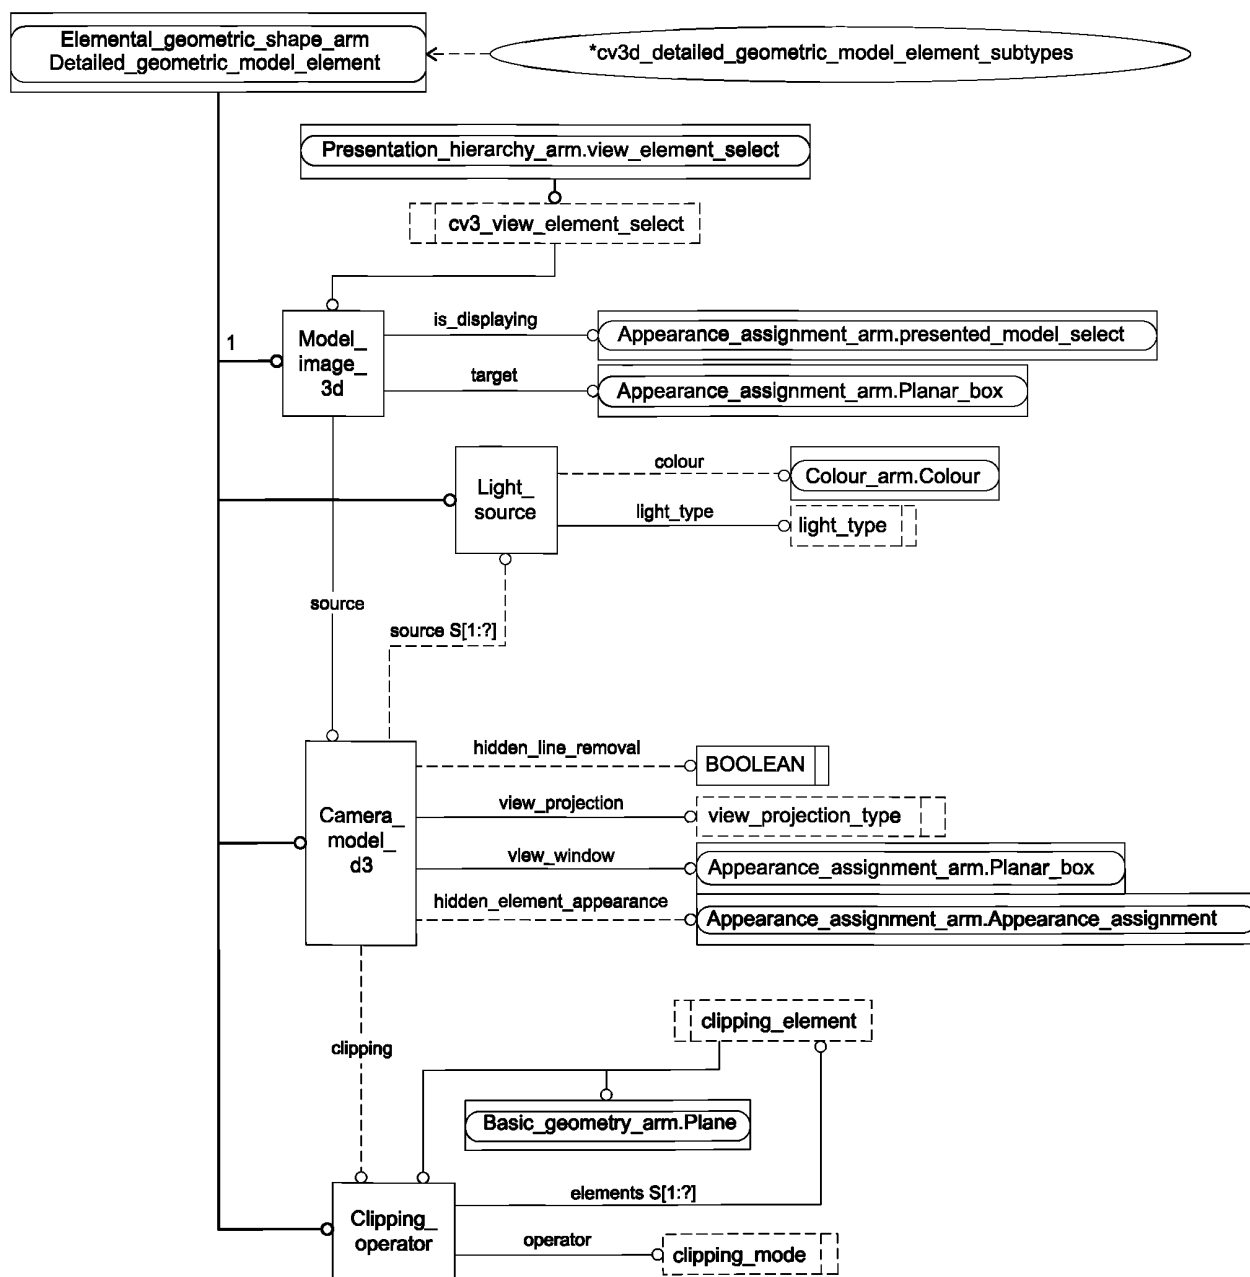 Elemental_geometric_shape_arm
Detailed_geometric_model_element
*cv3d_detailed_geometric_model_element_subtypes
Presentation_hierarchy_arm.view_element_select
cv3_view_element_select
1
Model_
image_
3d
is_displaying
Appearance_assignment_arm.presented_model_select
target
Appearance_assignment_arm.Planar_box
Light_
source
colour
Colour_arm.Colour
light_type
light_type
source
source S[1:?]
Camera_
model_
d3
hidden_line_removal
BOOLEAN
view_projection
view_projection_type
view_window
Appearance_assignment_arm.Planar_box
hidden_element_appearance
Appearance_assignment_arm.Appearance_assignment
clipping
clipping_element
Basic_geometry_arm.Plane
Clipping_
operator
elements S[1:?]
operator
clipping_mode